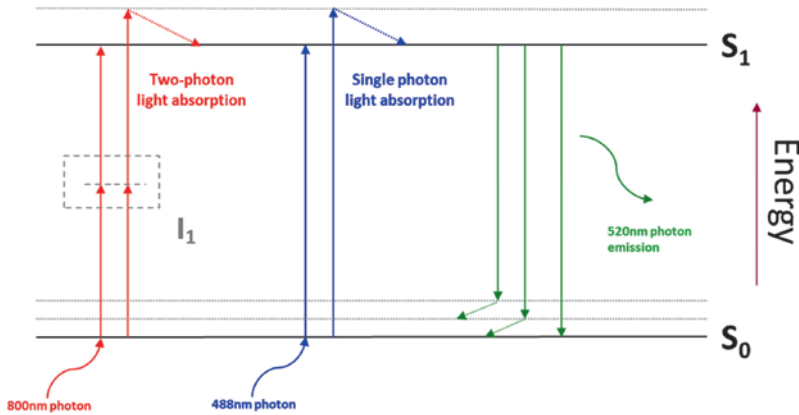 S1
Two-photon
light absorption
Single photon
light absorption
Energy
I1
520nm photon
emission
S0
800nm photon
488nm photon